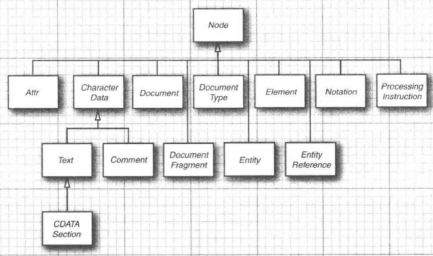 Node
Attr
Character
Data
Document
Document
Type
Element
Notation
Processing
Instruction
Text
Comment
Document
Fragment
Entity
Entity
Reference
CDATA
Section